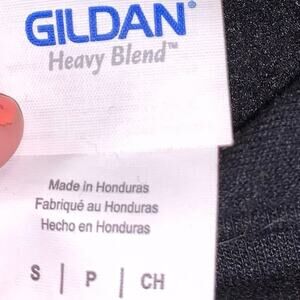 GILDAN®
Heavy Blend™
Made in Honduras
Fabriqué au Honduras
Hecho en Honduras
S | P | CH